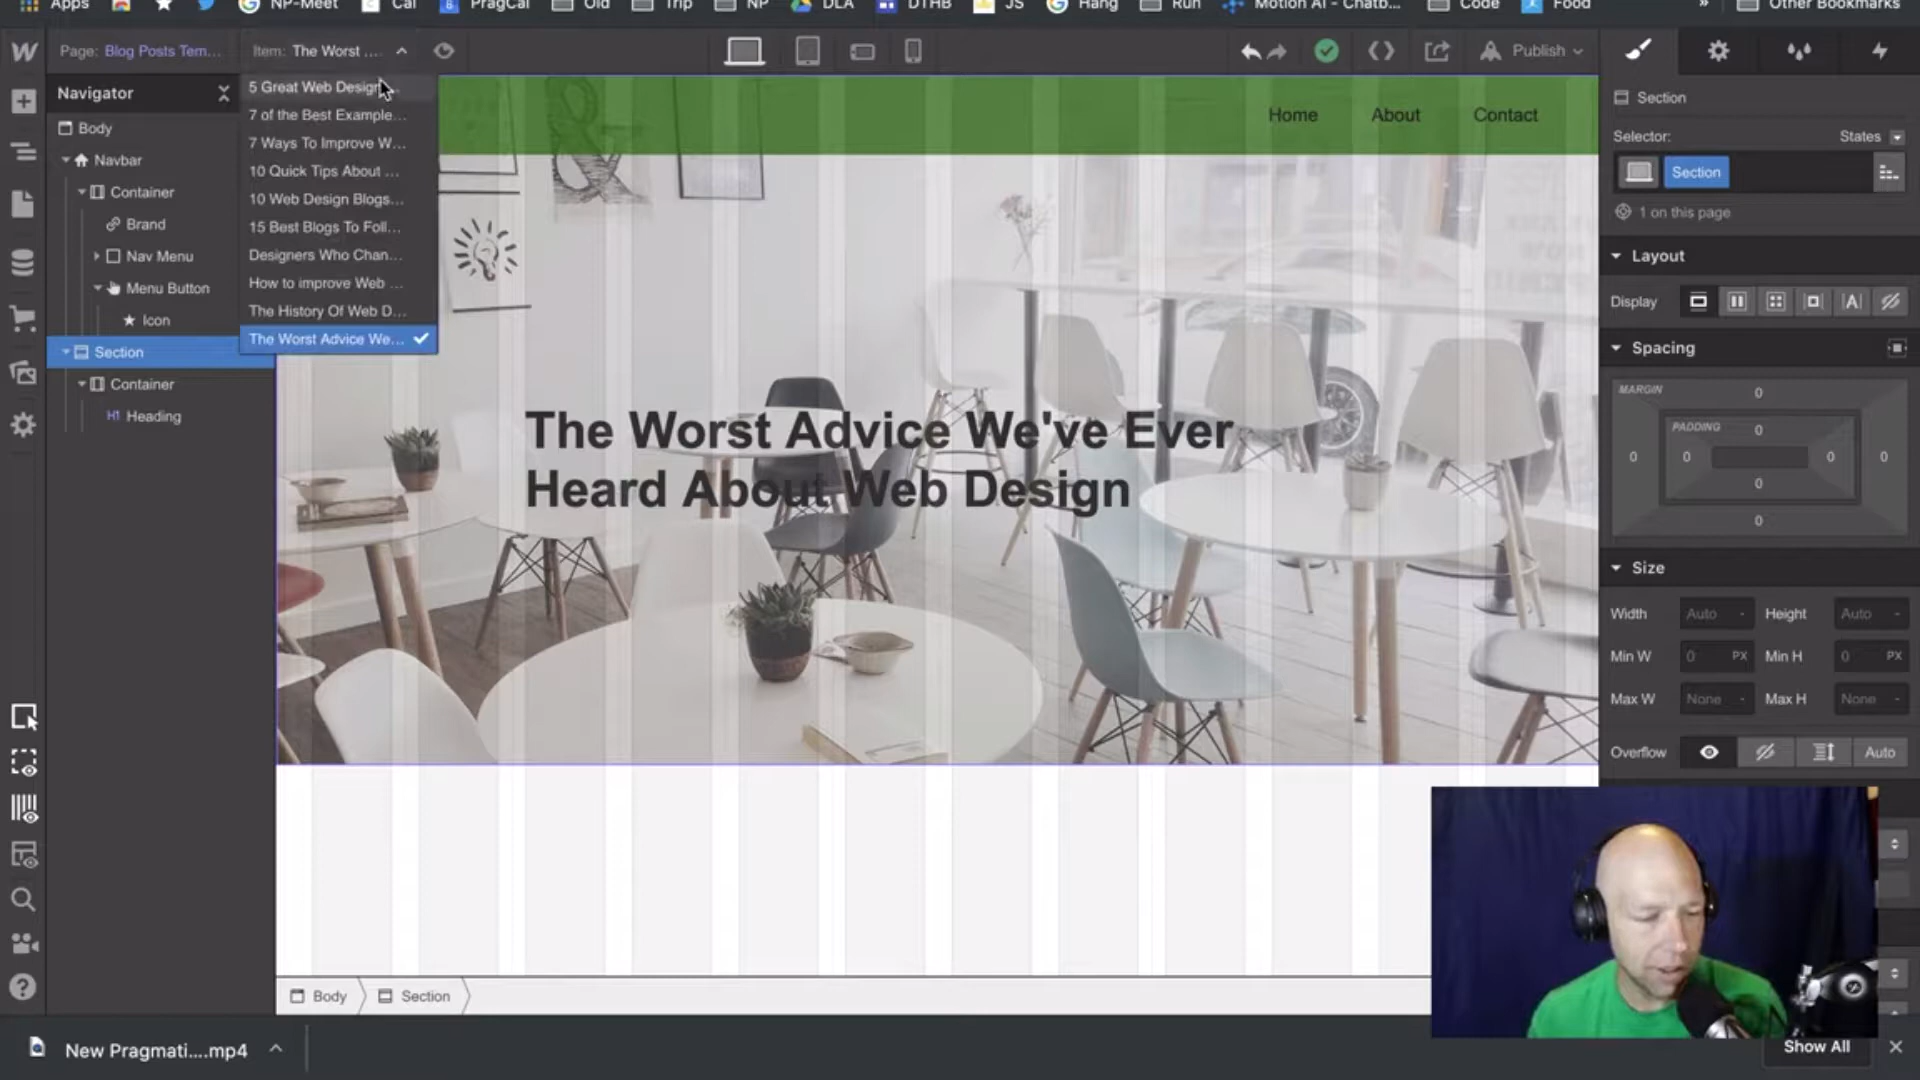 Apps
NP-Meet
Cal
PragCal
Old
Trip
NP
DLA
DTHB
JS
Hang
Run
Motion AI - Chatb...
Code
Food
»
Other Bookmarks
Page: Blog Posts Tem...
Item: The Worst ...
Publish
Navigator
Body
Navbar
Container
Brand
Nav Menu
Menu Button
Icon
Section
Container
H1 Heading
5 Great Web Design...
7 of the Best Example...
7 Ways To Improve W...
10 Quick Tips About ...
10 Web Design Blogs...
15 Best Blogs To Foll...
Designers Who Chan...
How to improve Web ...
The History Of Web D...
The Worst Advice We...
Home
About
Contact
&
The Worst Advice We've Ever
Heard About Web Design
Section
Selector:
States
Section
1 on this page
Layout
Display
Spacing
MARGIN
0
PADDING
0
0
0
0
0
0
0
Size
Width
Auto
-
Height
Auto
-
Min W
0
PX
Min H
0
PX
Max W
None
-
Max H
None
-
Overflow
Auto
Body
Section
New Pragmati....mp4
Show All